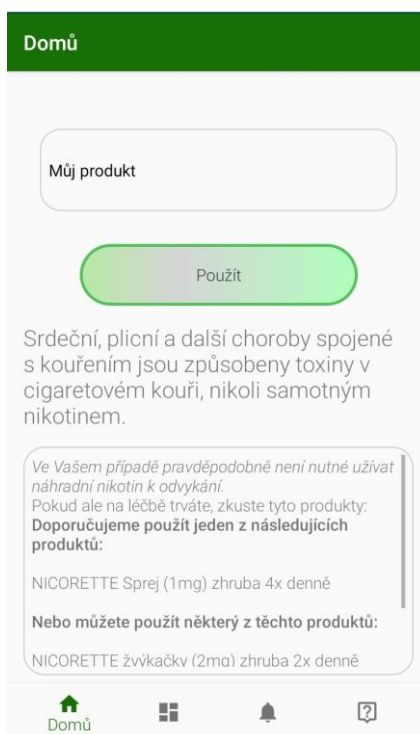 Domů
Můj produkt
Použít
Srdeční, plicní a další choroby spojené
s kouřením jsou způsobeny toxiny v
cigaretovém kouři, nikoli samotným
nikotinem.
Ve Vašem případě pravděpodobně není nutné užívat
náhradní nikotin k odvykání.
Pokud ale na léčbě trváte, zkuste tyto produkty:
Doporučujeme použít jeden z následujících
produktů:
NICORETTE Sprej (1mg) zhruba 4x denně
Nebo můžete použít některý z těchto produktů:
NICORETTE žvýkačky (2mg) zhruba 2x denně
Domů